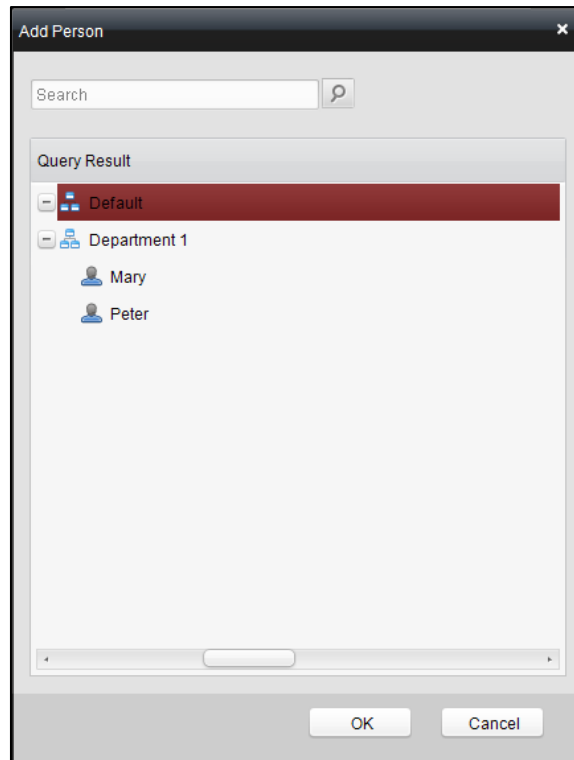 Add Person
Search
Query Result
Default
Department 1
Mary
Peter
OK Cancel